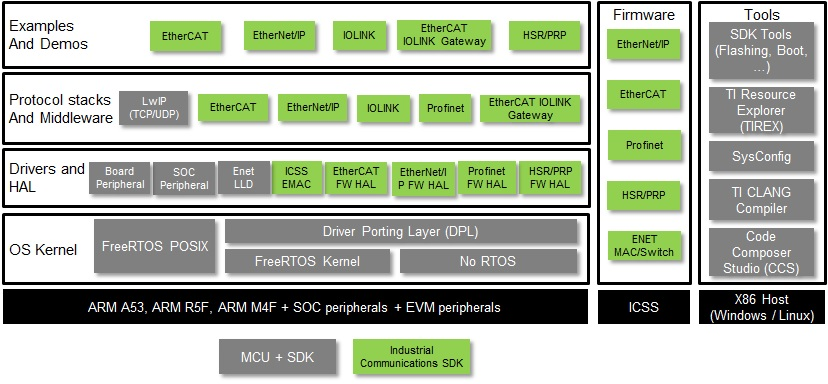 Examples
And Demos
EtherCAT
EtherNet/IP
IOLINK
EtherCAT
IOLINK Gateway
HSR/PRP
Protocol stacks
And Middleware
LwIP
(TCP/UDP)
EtherCAT
EtherNet/IP
IOLINK
Profinet
EtherCAT IOLINK
Gateway
Drivers and
HAL
Board
Peripheral
SOC
Peripheral
Enet
LLD
ICSS
EMAC
EtherCAT
FW HAL
EtherNet/I
P FW HAL
Profinet
FW HAL
HSR/PRP
FW HAL
OS Kernel
FreeRTOS POSIX
Driver Porting Layer (DPL)
FreeRTOS Kernel
No RTOS
ARM A53, ARM R5F, ARM M4F + SOC peripherals + EVM peripherals
Firmware
EtherNet/IP
EtherCAT
Profinet
HSR/PRP
ENET
MAC/Switch
ICSS
Tools
SDK Tools
(Flashing, Boot,
…)
TI Resource
Explorer
(TIREX)
SysConfig
TI CLANG
Compiler
Code
Composer
Studio (CCS)
X86 Host
(Windows / Linux)
MCU + SDK
Industrial
Communications SDK